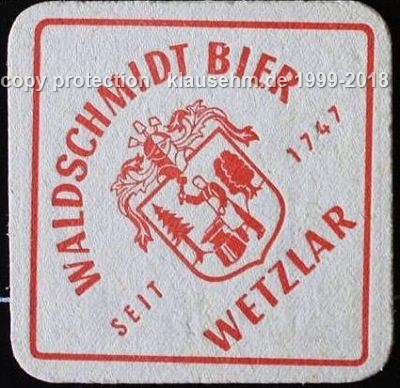 copy protection klausehm.de 1999-2018
WALDSCHMIDT BIER
SEIT 1747
WETZLAR